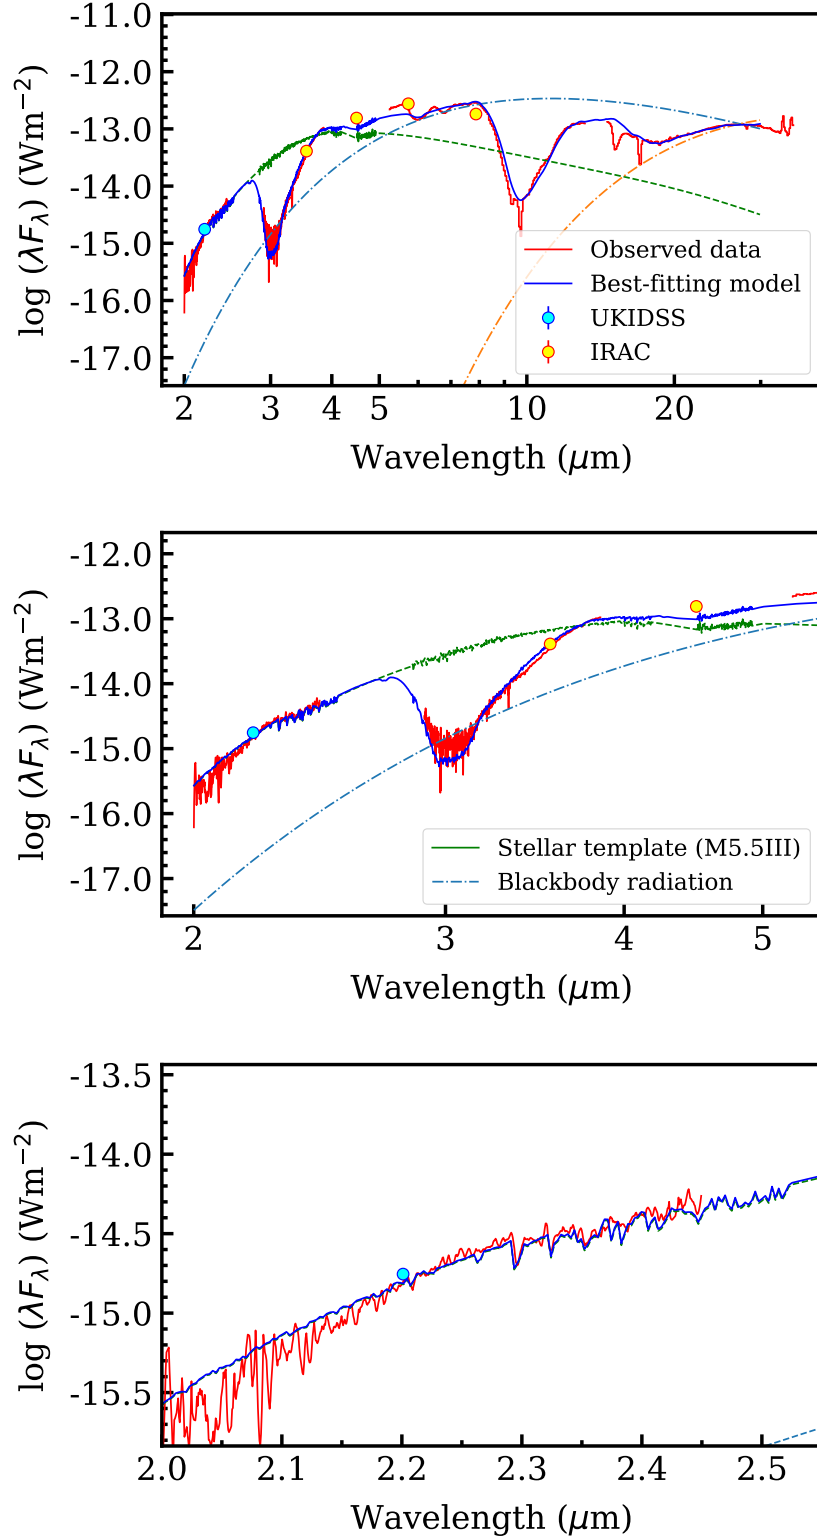 -11.0
-12.0
-13.0
-14.0
-15.0
-16.0
-17.0
log (λF_λ) (Wm⁻²)
Observed data
Best-fitting model
UKIDSS
IRAC
2 3 4 5 10 20
Wavelength (μm)
-12.0
-13.0
-14.0
-15.0
-16.0
-17.0
log (λF_λ) (Wm⁻²)
Stellar template (M5.5III)
Blackbody radiation
2 3 4 5
Wavelength (μm)
-13.5
-14.0
-14.5
-15.0
-15.5
log (λF_λ) (Wm⁻²)
2.0 2.1 2.2 2.3 2.4 2.5
Wavelength (μm)